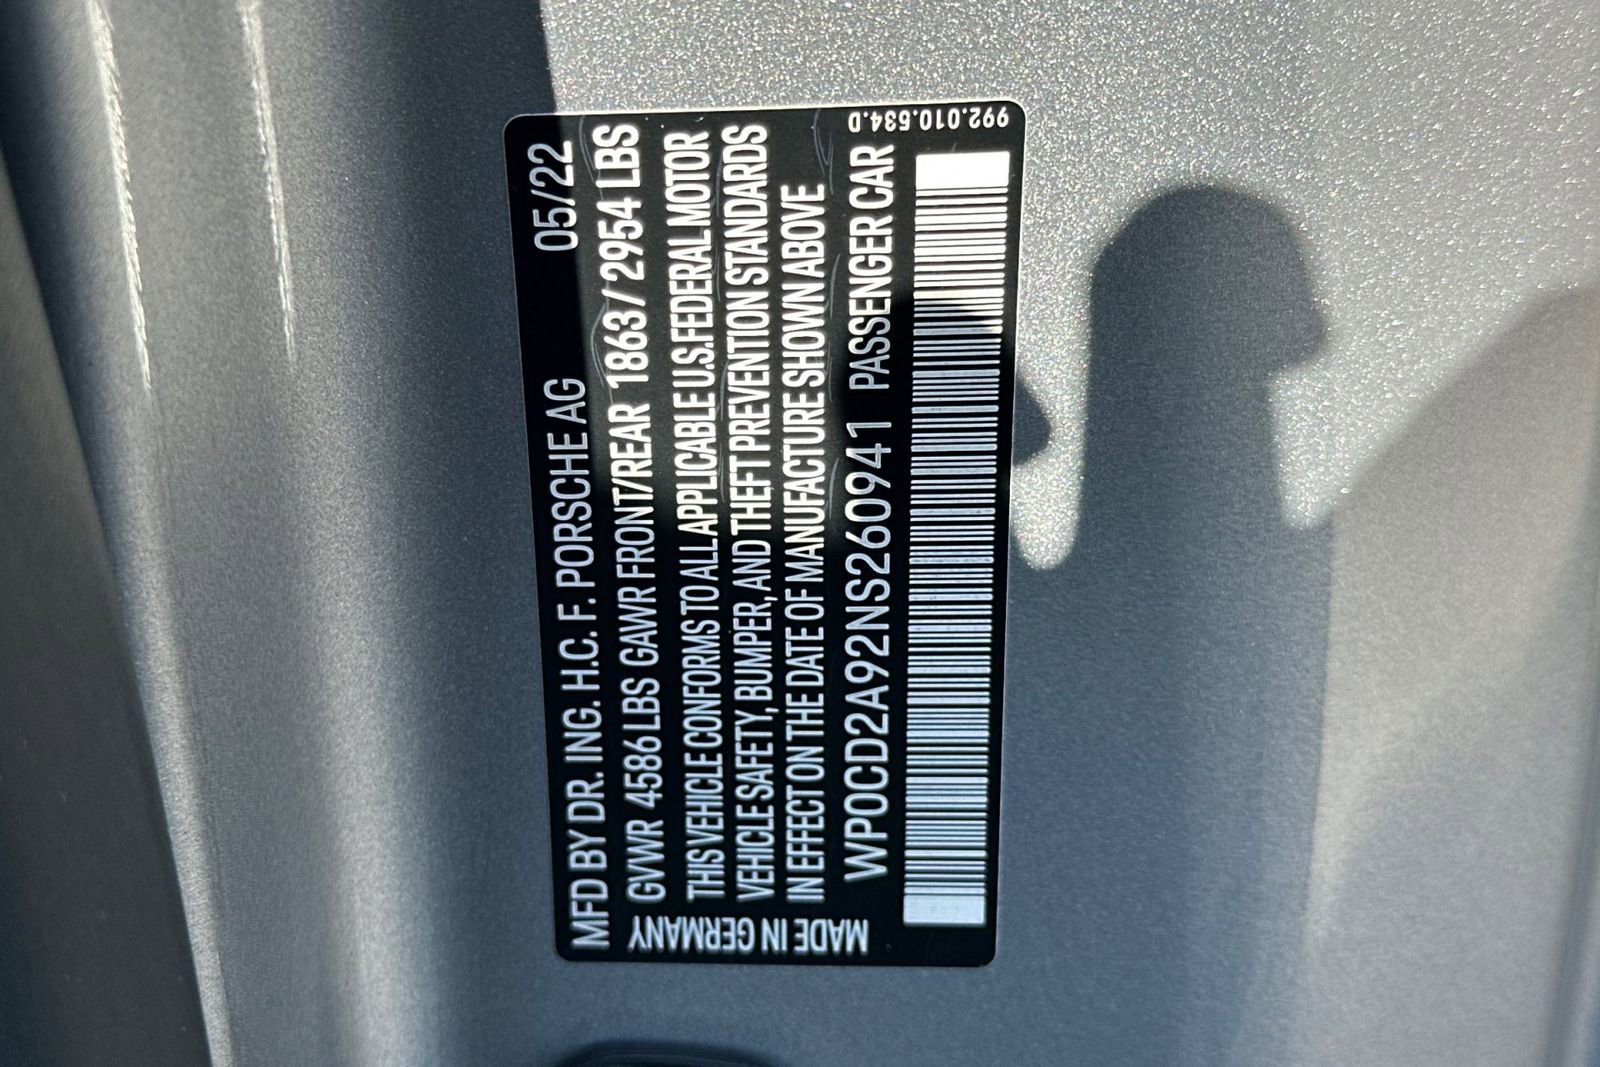 MFD BY DR. ING. H.C. F. PORSCHE AG 05/22
GVWR 4586 LBS GAWR FRONT/REAR 1863/2954 LBS
THIS VEHICLE CONFORMS TO ALL APPLICABLE U.S. FEDERAL MOTOR
VEHICLE SAFETY, BUMPER, AND THEFT PREVENTION STANDARDS
IN EFFECT ON THE DATE OF MANUFACTURE SHOWN ABOVE
WP0CD2A92NS260941 PASSENGER CAR
MADE IN GERMANY
992.010.534.D